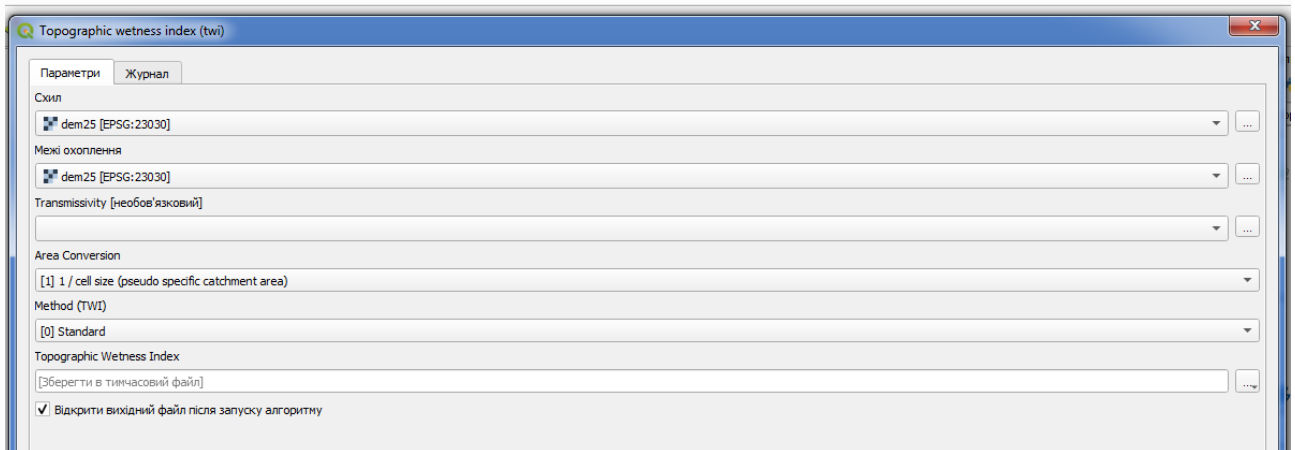 Topographic wetness index (twi)
Параметри Журнал
Схил
dem25 [EPSG:23030]
...
Межі охоплення
dem25 [EPSG:23030]
...
Transmissivity [необов'язковий]
...
Area Conversion
[1] 1 / cell size (pseudo specific catchment area)
Method (TWI)
[0] Standard
Topographic Wetness Index
[Зберегти в тимчасовий файл]
...
Відкрити вихідний файл після запуску алгоритму